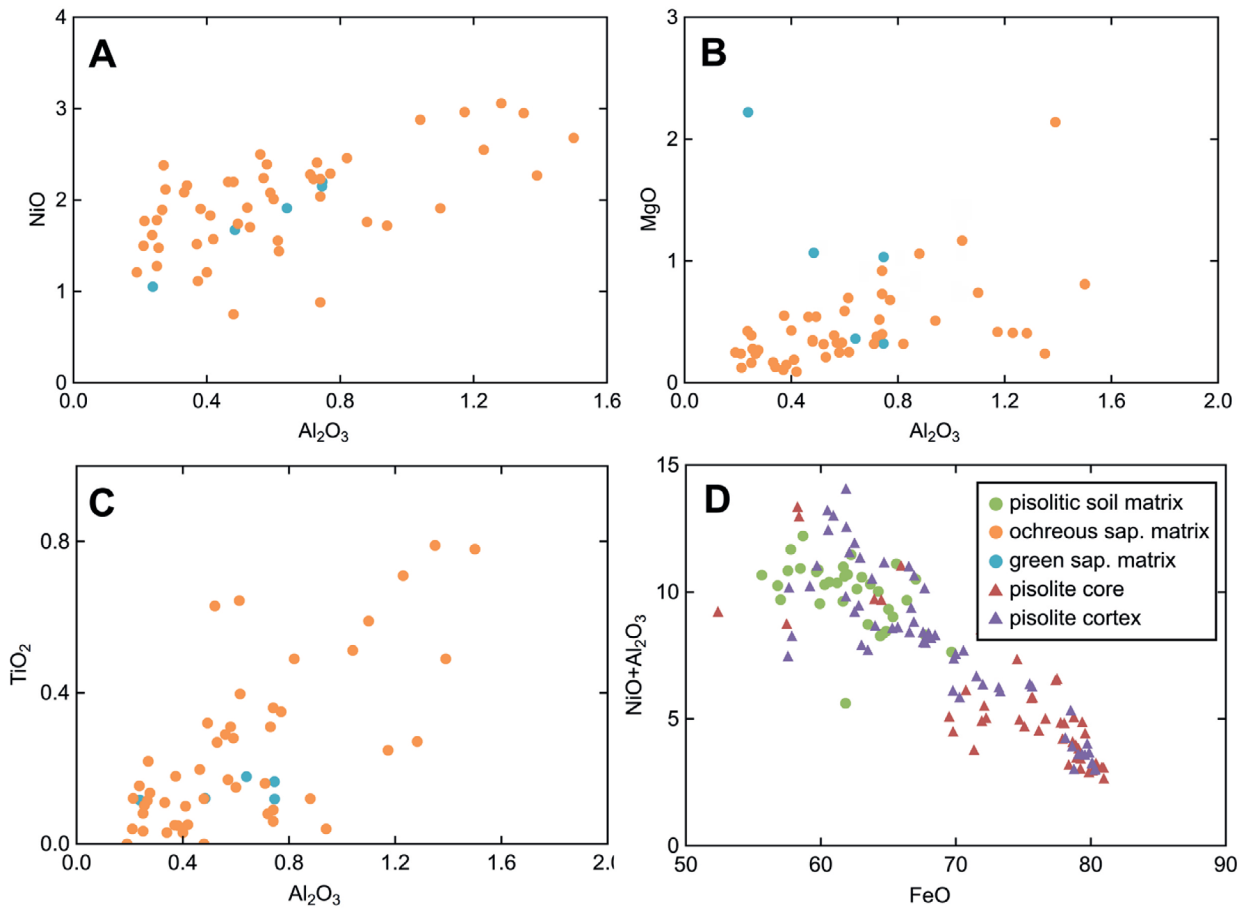 4
3
2
1
0
NiO
A
0.0
0.4
0.8
1.2
1.6
Al₂O₃
3
2
1
0
MgO
B
0.0
0.4
0.8
1.2
1.6
2.0
Al₂O₃
0.8
0.4
0.0
TiO₂
C
0.0
0.4
0.8
1.2
1.6
2.0
Al₂O₃
15
10
5
0
NiO+Al₂O₃
D
pisolitic soil matrix
ochreous sap. matrix
green sap. matrix
pisolite core
pisolite cortex
50
60
70
80
90
FeO